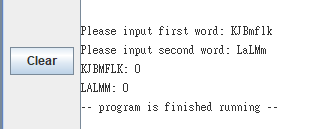 Please input first word: KJBmflk
Clear
Please input second word: LaLMm
KJBMFLK: 0
LALMM: 0
-- program is finished running --